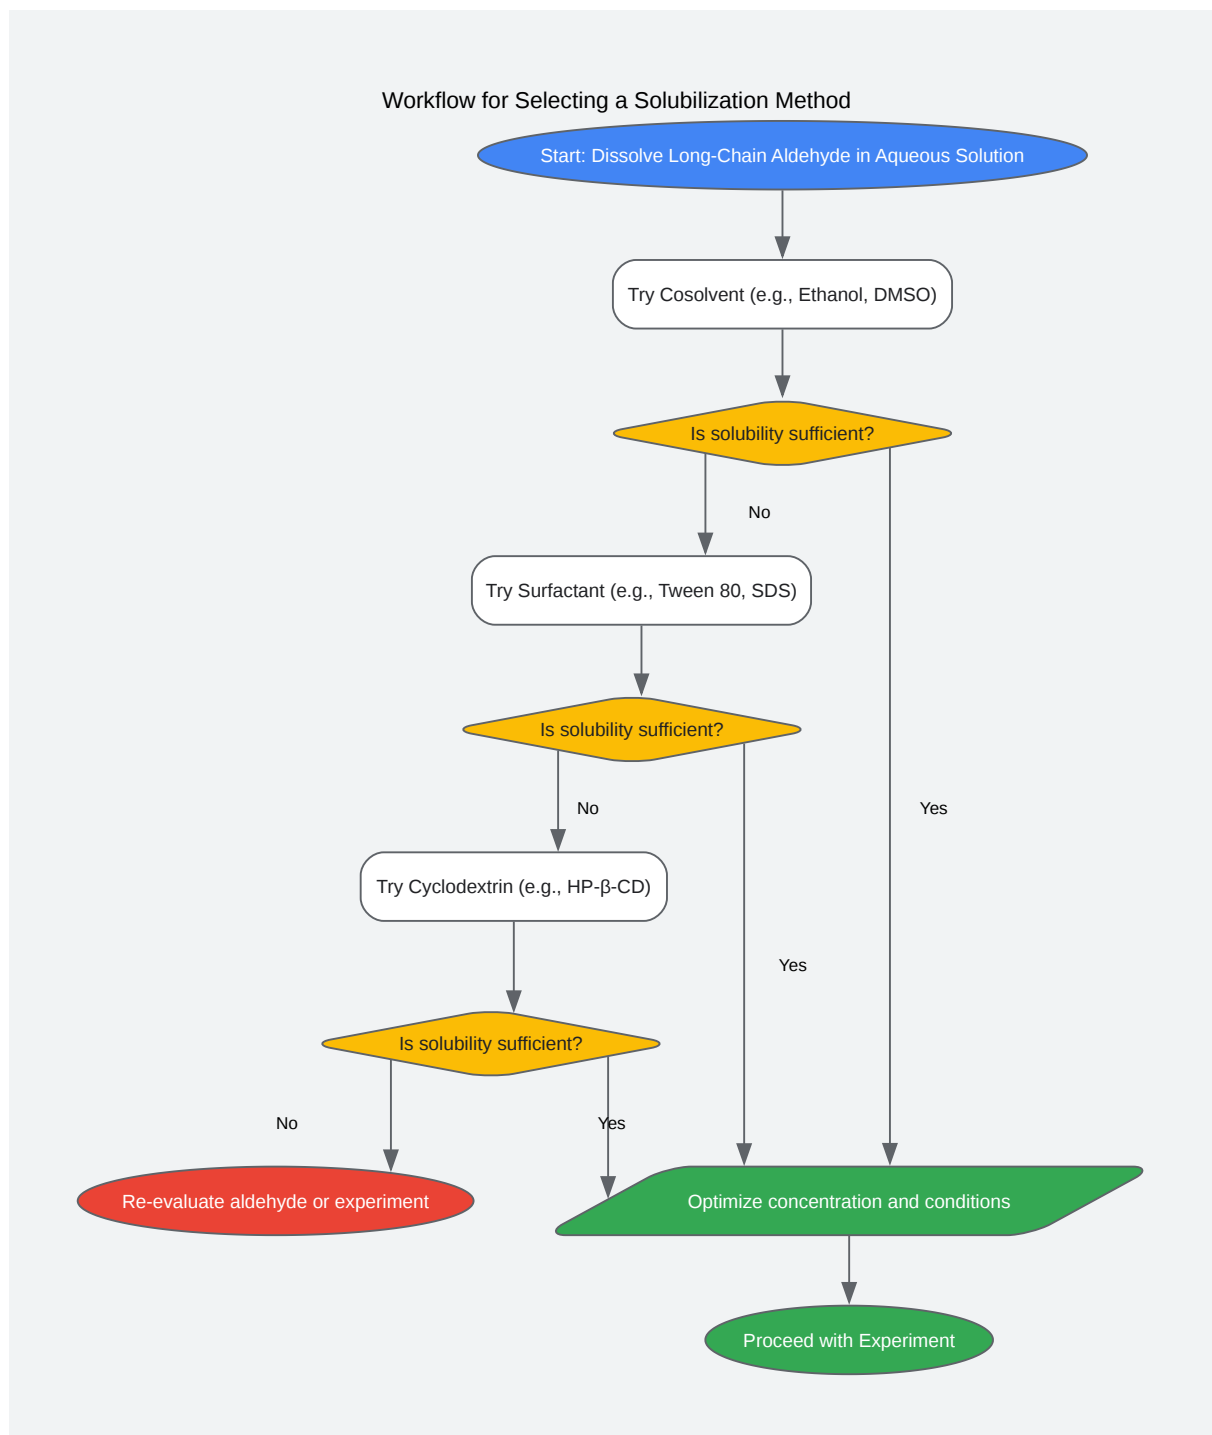 Workflow for Selecting a Solubilization Method
Start: Dissolve Long-Chain Aldehyde in Aqueous Solution
Try Cosolvent (e.g., Ethanol, DMSO)
Is solubility sufficient?
No
Try Surfactant (e.g., Tween 80, SDS)
Is solubility sufficient?
No
Yes
Try Cyclodextrin (e.g., HP-β-CD)
Yes
Is solubility sufficient?
No
Yes
Re-evaluate aldehyde or experiment
Optimize concentration and conditions
Proceed with Experiment